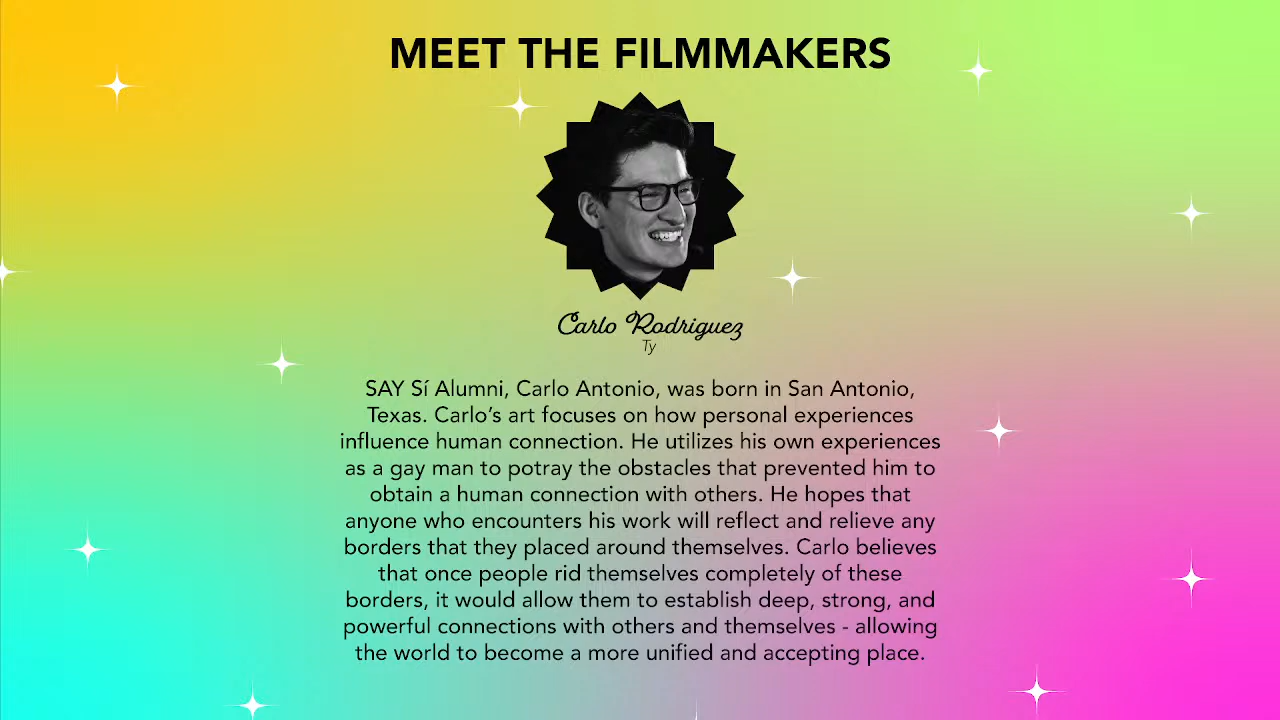 MEET THE FILMMAKERS
Carlo Rodriguez
Ty
SAY Sí Alumni, Carlo Antonio, was born in San Antonio,
Texas. Carlo’s art focuses on how personal experiences
influence human connection. He utilizes his own experiences
as a gay man to potray the obstacles that prevented him to
obtain a human connection with others. He hopes that
anyone who encounters his work will reflect and relieve any
borders that they placed around themselves. Carlo believes
that once people rid themselves completely of these
borders, it would allow them to establish deep, strong, and
powerful connections with others and themselves - allowing
the world to become a more unified and accepting place.